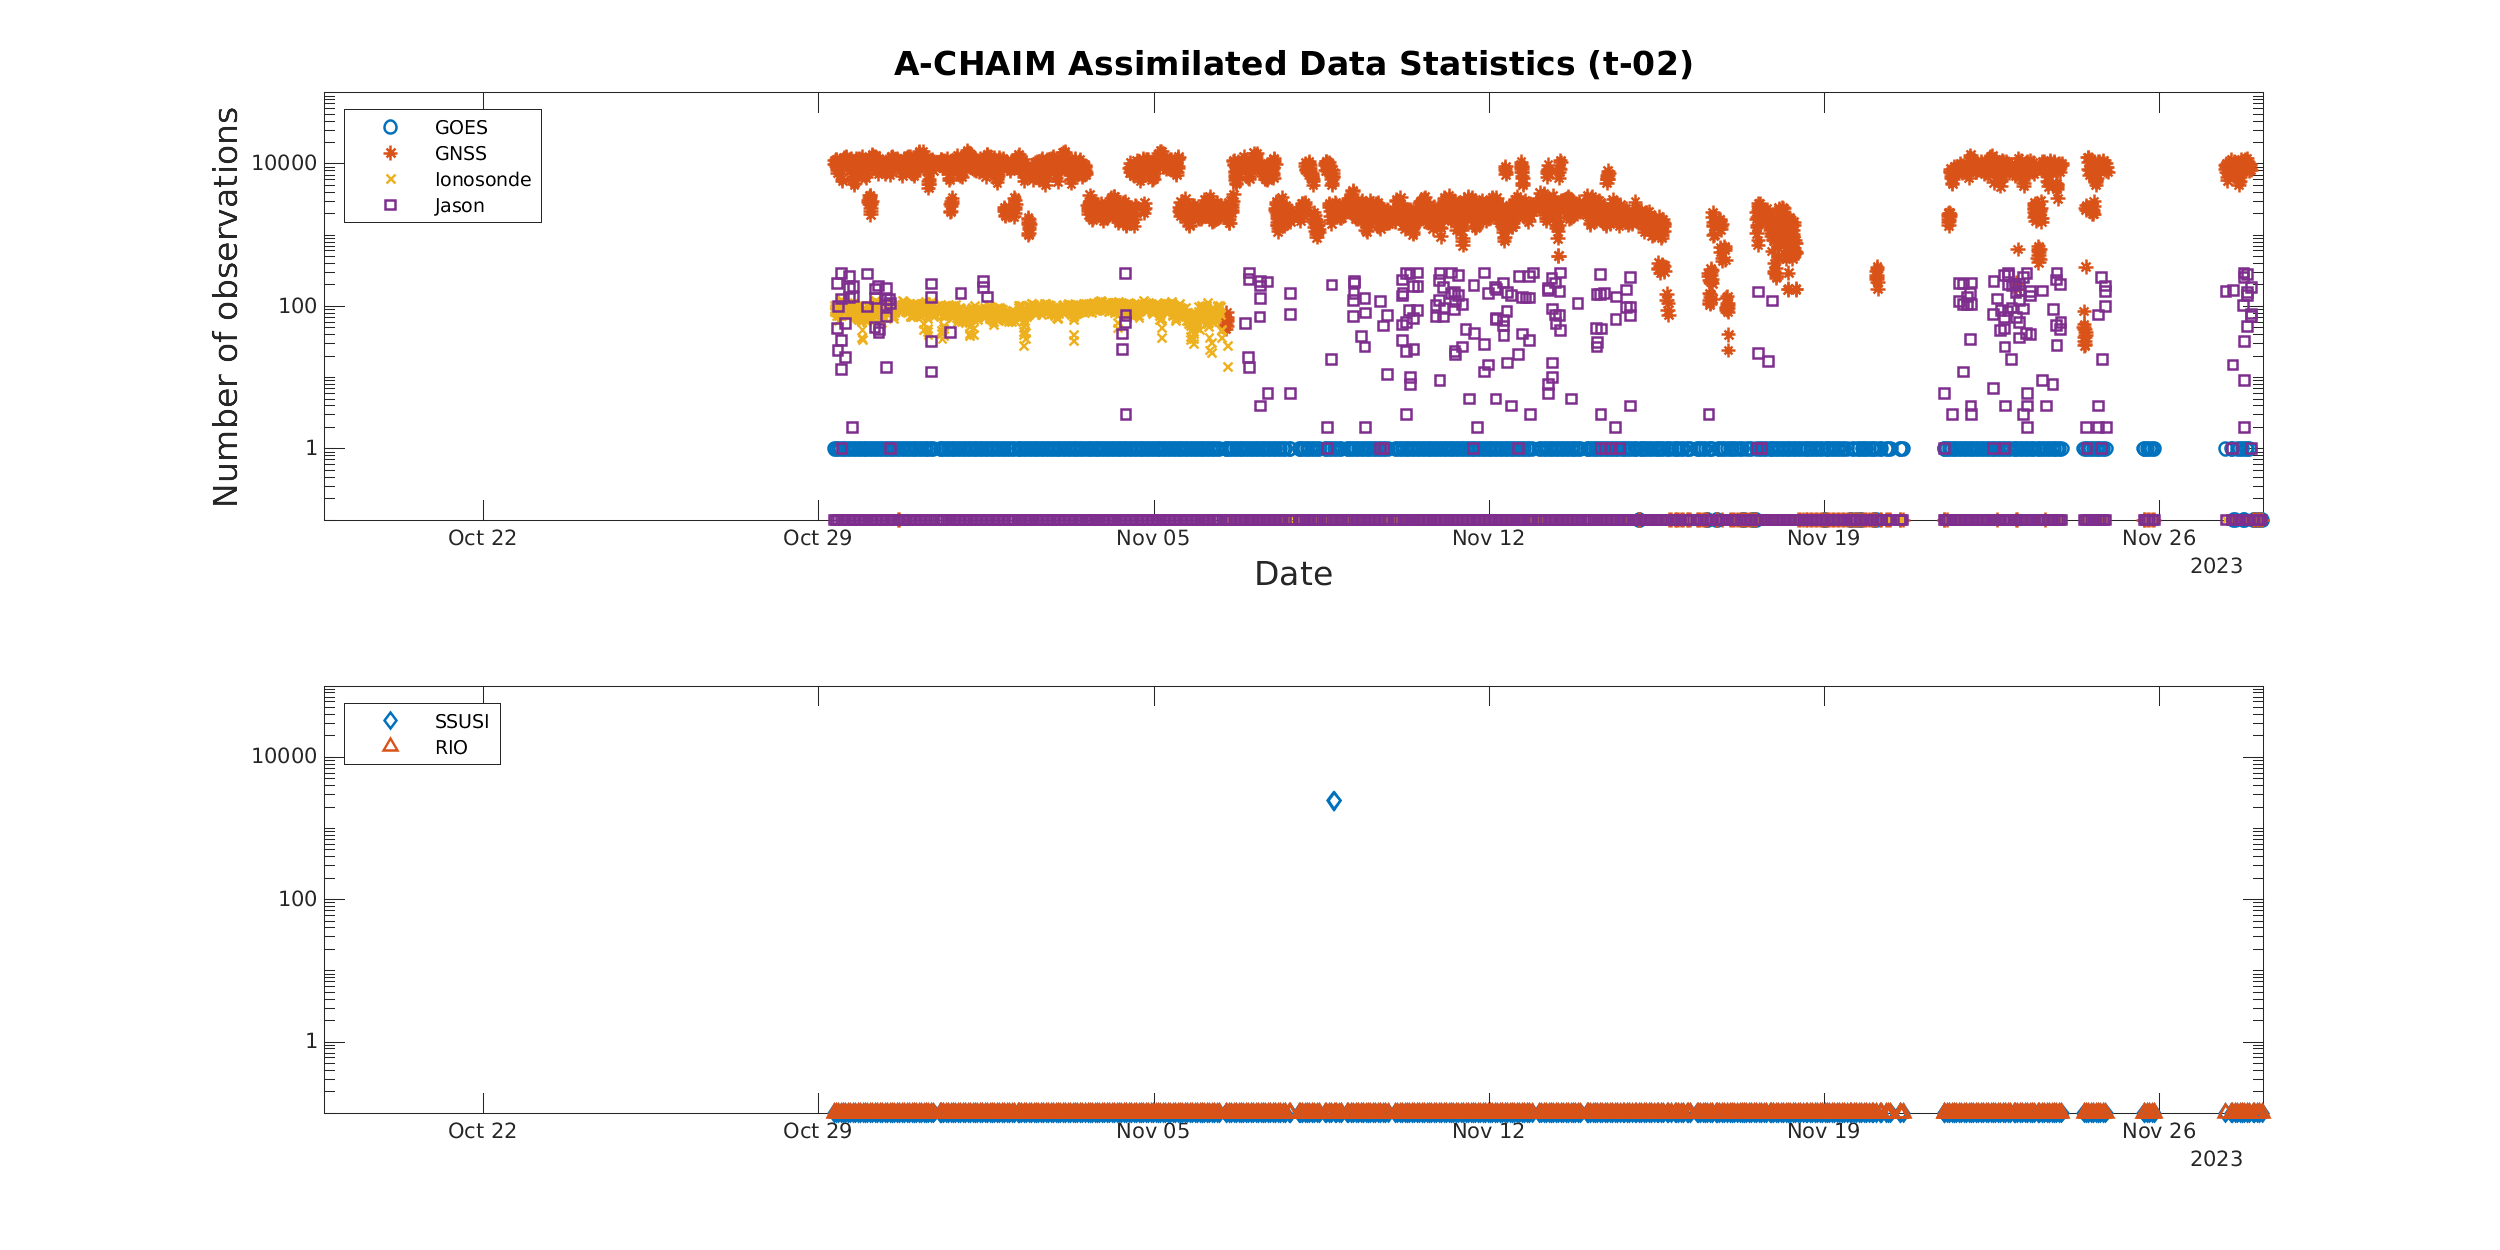 A-CHAIM Assimilated Data Statistics (t-02)
GOES
GNSS
Ionosonde
Jason
Number of observations
10000
100
1
Oct 22
Oct 29
Nov 05
Nov 12
Nov 19
Nov 26
2023
Date
SSUSI
RIO
10000
100
1
Oct 22
Oct 29
Nov 05
Nov 12
Nov 19
Nov 26
2023